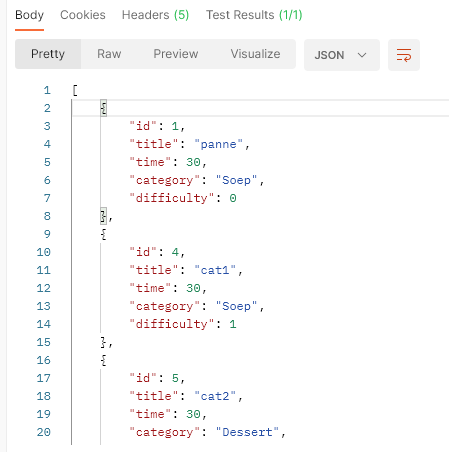 Body Cookies Headers (5) Test Results (1/1)
Pretty Raw Preview Visualize JSON
1 [
2 {
3 "id": 1,
4 "title": "panne",
5 "time": 30,
6 "category": "Soep",
7 "difficulty": 0
8 },
9 {
10 "id": 4,
11 "title": "cat1",
12 "time": 30,
13 "category": "Soep",
14 "difficulty": 1
15 },
16 {
17 "id": 5,
18 "title": "cat2",
19 "time": 30,
20 "category": "Dessert",